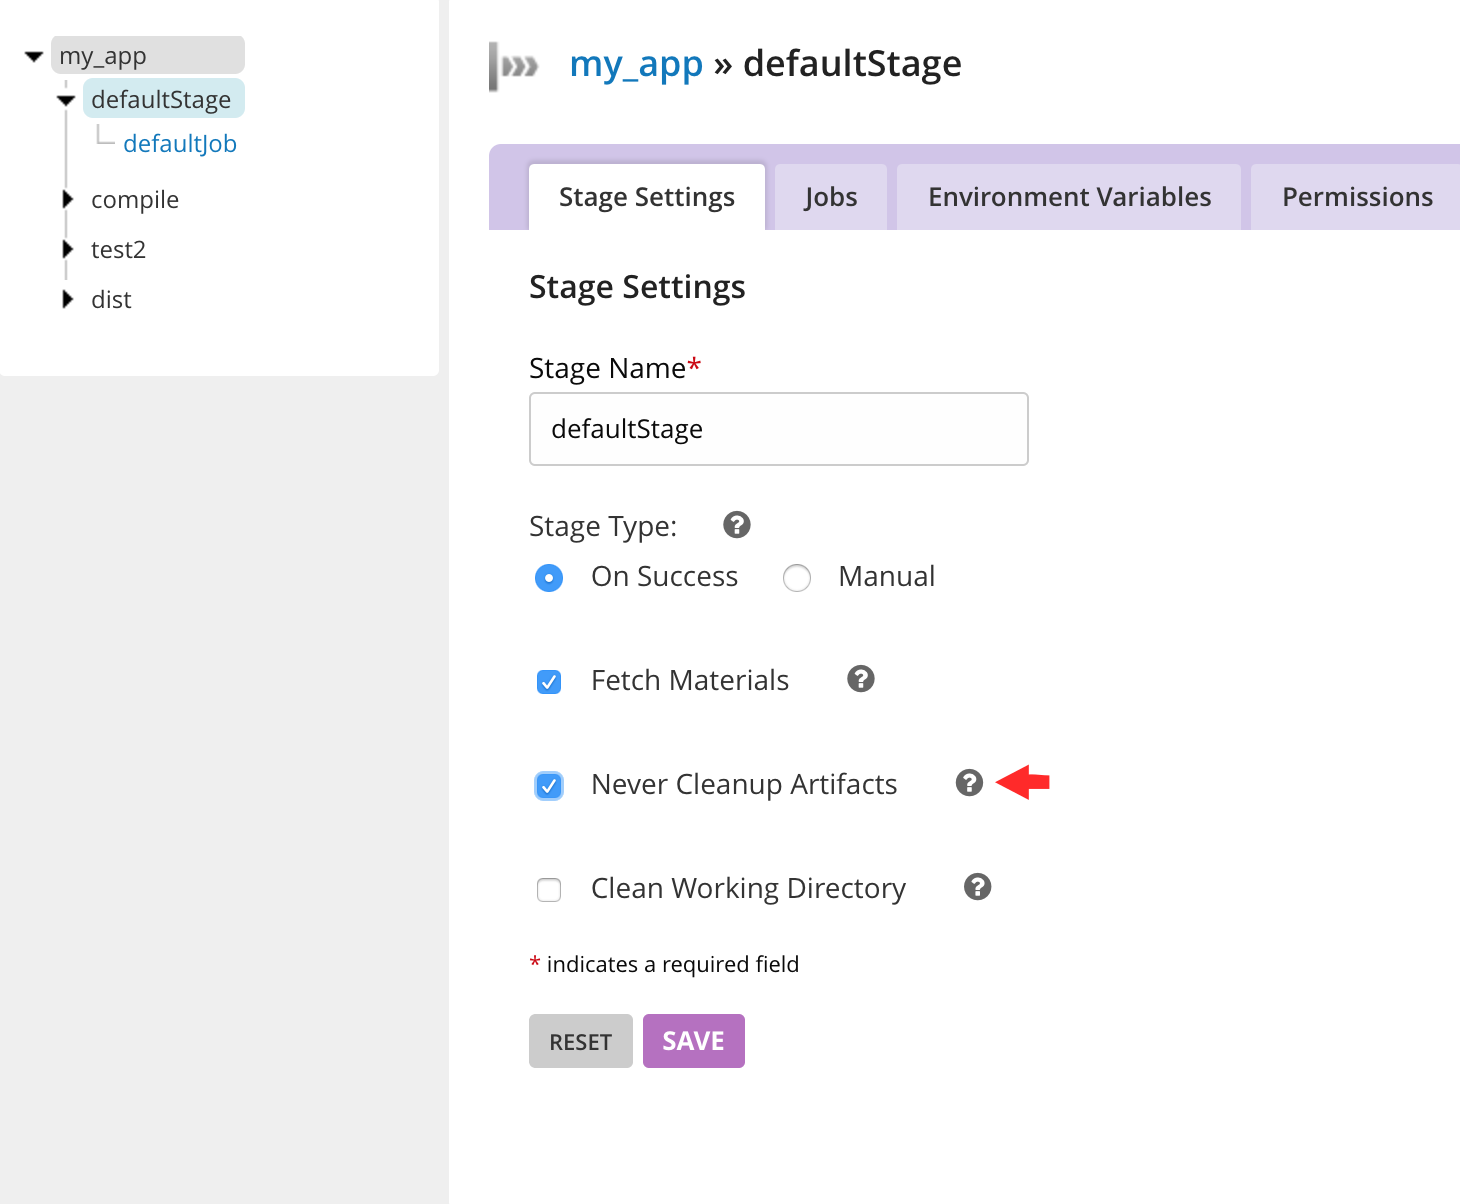 my_app
defaultStage
defaultJob
compile
test2
dist
my_app » defaultStage
Stage Settings
Jobs
Environment Variables
Permissions
Stage Settings
Stage Name*
defaultStage
Stage Type:
On Success
Manual
Fetch Materials
Never Cleanup Artifacts
Clean Working Directory
* indicates a required field
RESET
SAVE